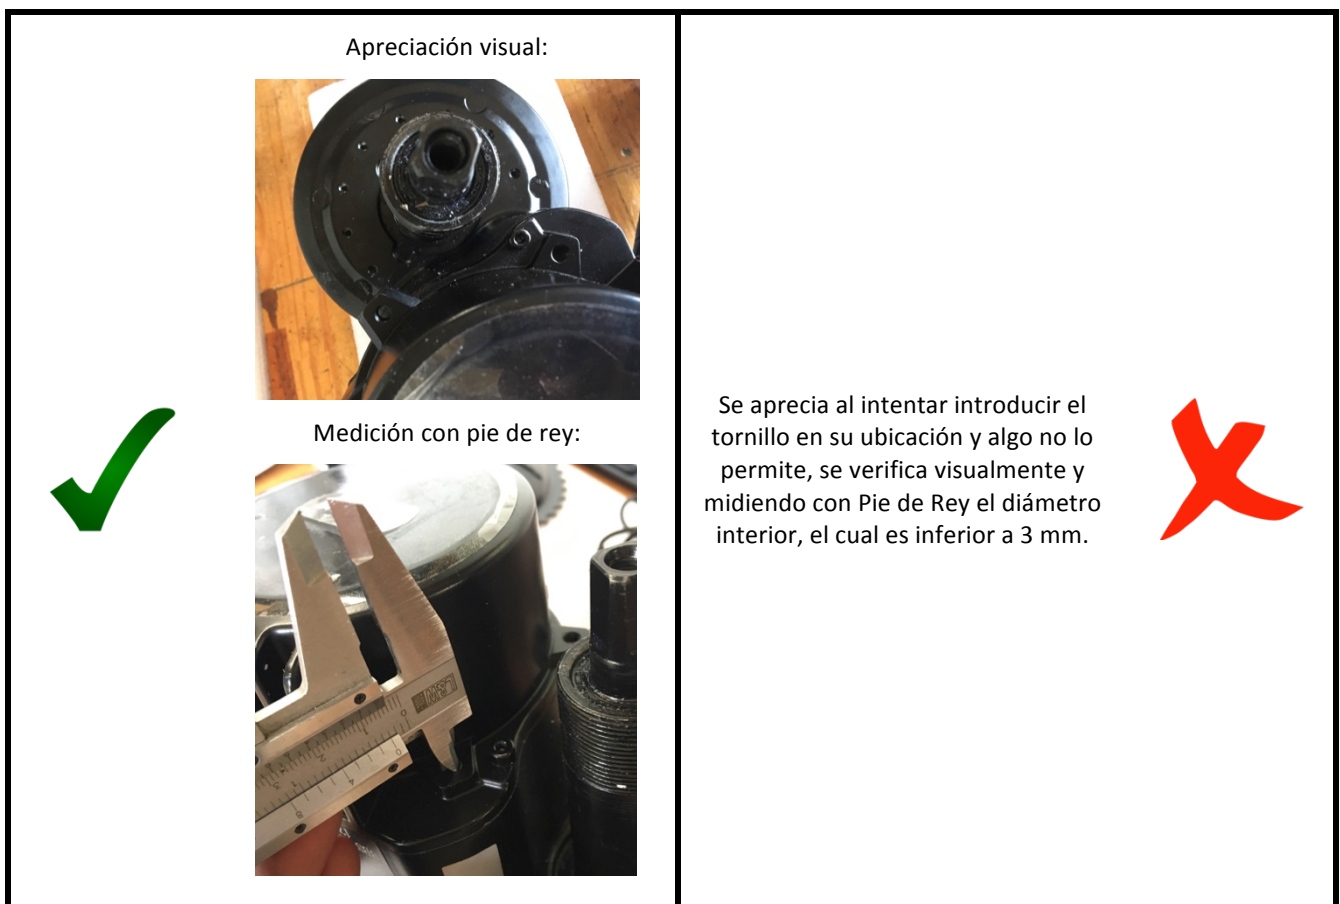 Apreciación visual:
Medición con pie de rey:
Se aprecia al intentar introducir el
tornillo en su ubicación y algo no lo
permite, se verifica visualmente y
midiendo con Pie de Rey el diámetro
interior, el cual es inferior a 3 mm.